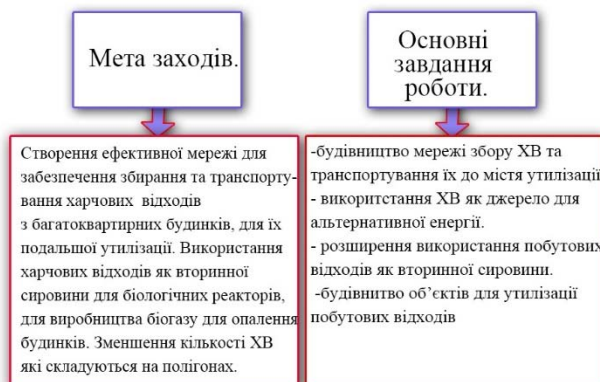 Мета заходів.
Створення ефективної мережі для
забезпечення збирання та транспорту-
вання харчових відходів
з багатоквартирних будинків, для їх
подальшої утилізації. Використання
харчових відходів як вторинної
сировини для біологічних реакторів,
для виробництва біогазу для опалення
будинків. Зменшення кількості ХВ
які складуються на полігонах.
Основні
завдання
роботи.
-будівництво мережі збору ХВ та
транспортування їх до містя утилізації
- викоритстання ХВ як джерело для
альтернативної енергії.
- розширення використання побутових
відходів як вторинної сировини.
-будівнитво об’єктів для утилізації
побутових відходів